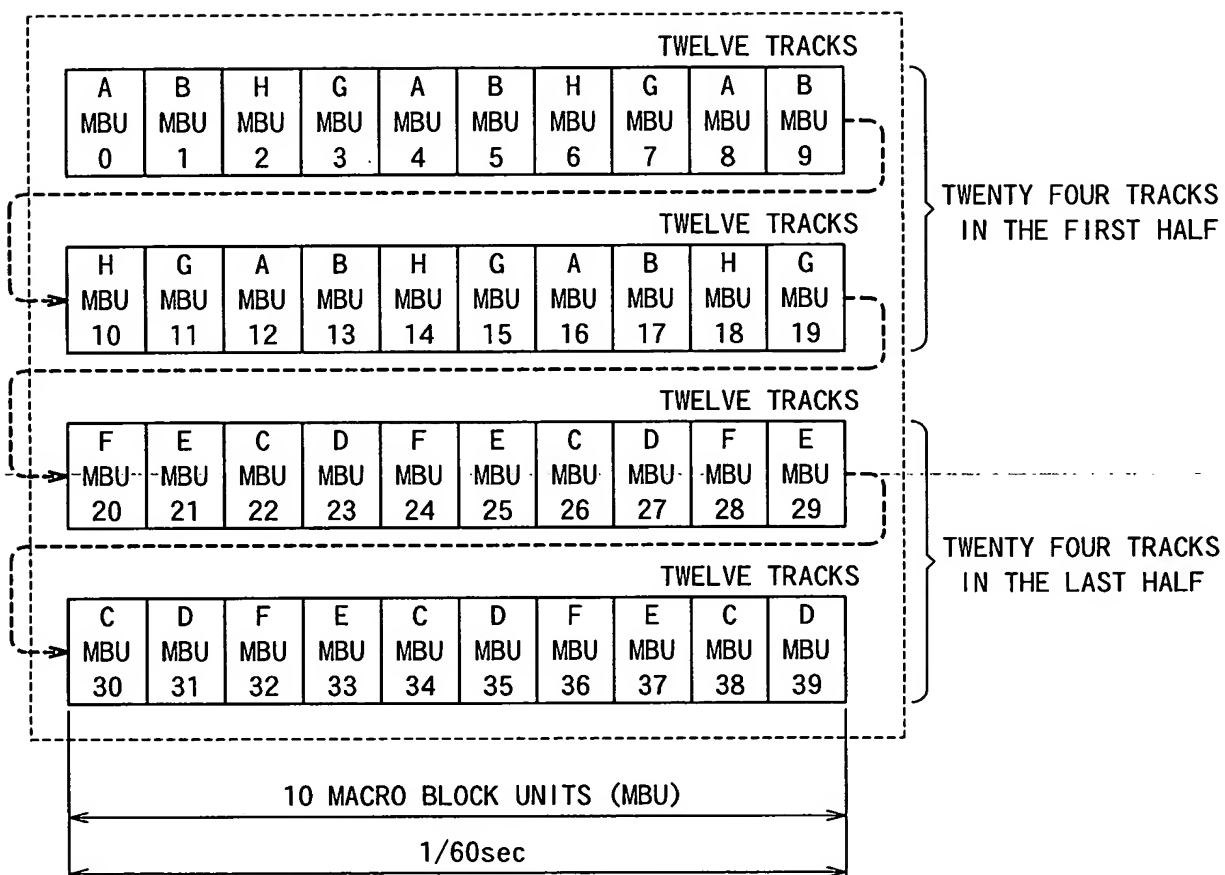 TWELVE TRACKS
A B H G A B H G A B
MBU MBU MBU MBU MBU MBU MBU MBU MBU MBU
0 1 2 3 4 5 6 7 8 9
TWENTY FOUR TRACKS
IN THE FIRST HALF
TWELVE TRACKS
H G A B H G A B H G
MBU MBU MBU MBU MBU MBU MBU MBU MBU MBU
10 11 12 13 14 15 16 17 18 19
TWELVE TRACKS
F E C D F E C D F E
MBU MBU MBU MBU MBU MBU MBU MBU MBU MBU
20 21 22 23 24 25 26 27 28 29
TWENTY FOUR TRACKS
IN THE LAST HALF
TWELVE TRACKS
C D F E C D F E C D
MBU MBU MBU MBU MBU MBU MBU MBU MBU MBU
30 31 32 33 34 35 36 37 38 39
10 MACRO BLOCK UNITS (MBU)
1/60sec